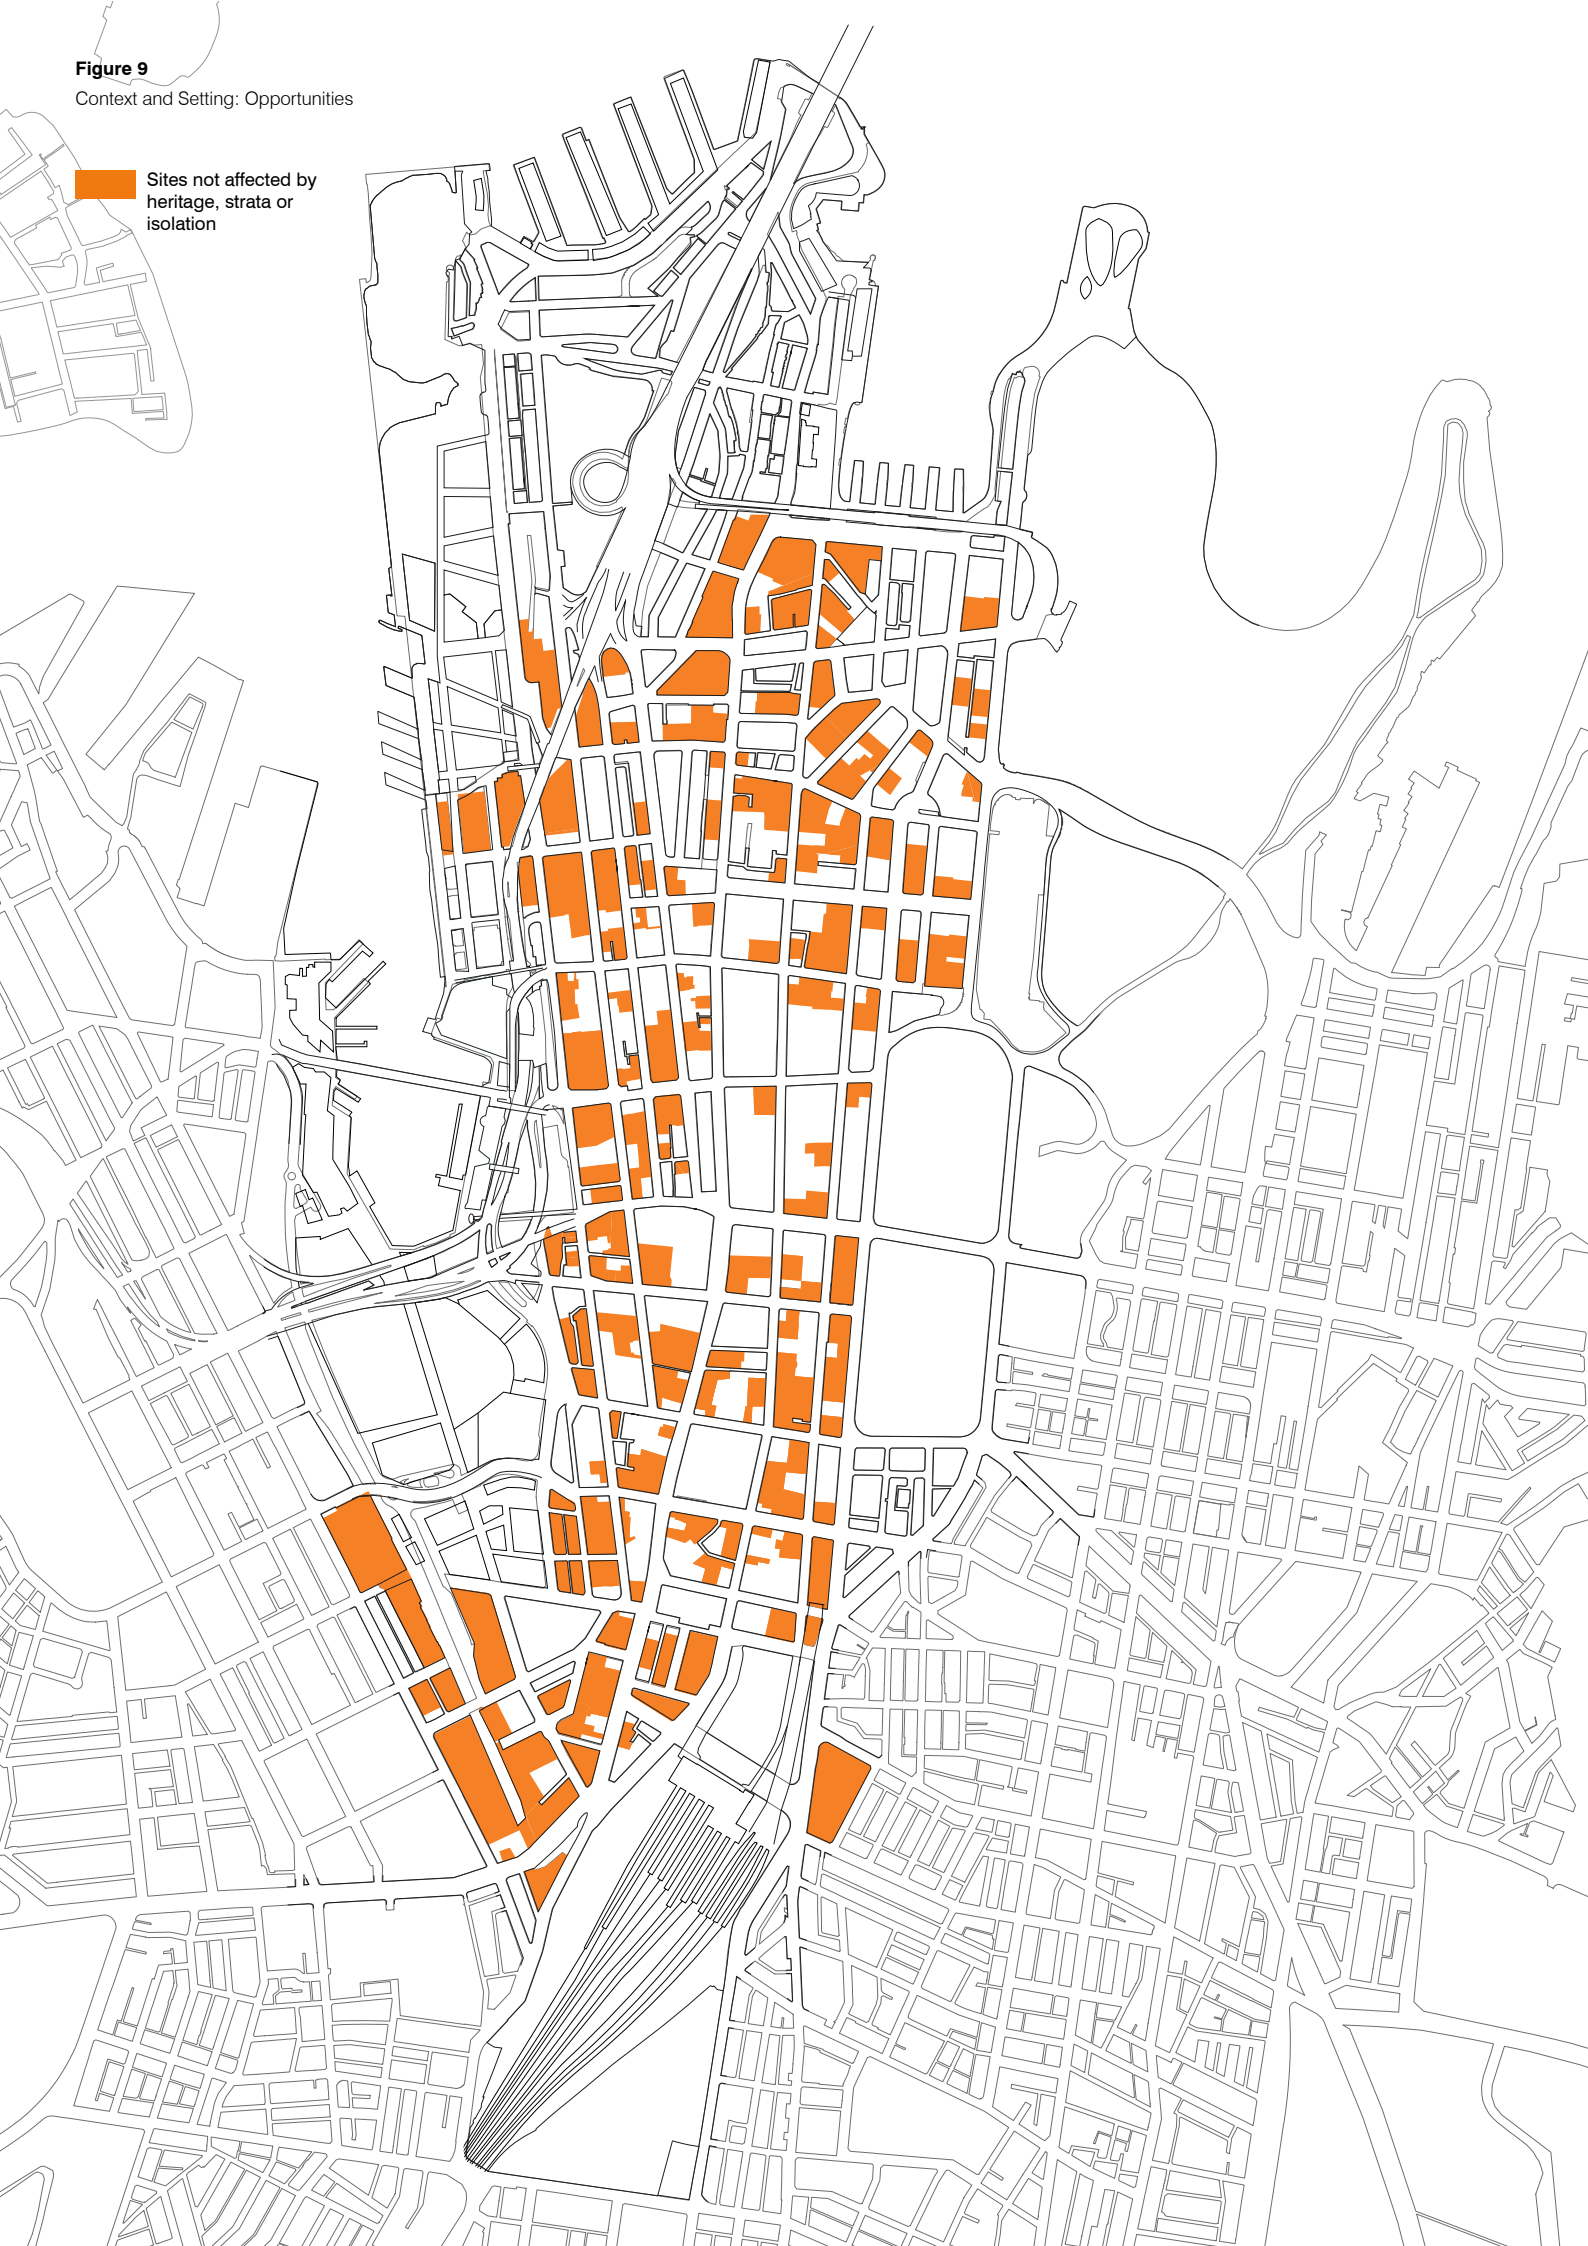 Figure 9
Context and Setting: Opportunities
Sites not affected by
heritage, strata or
isolation